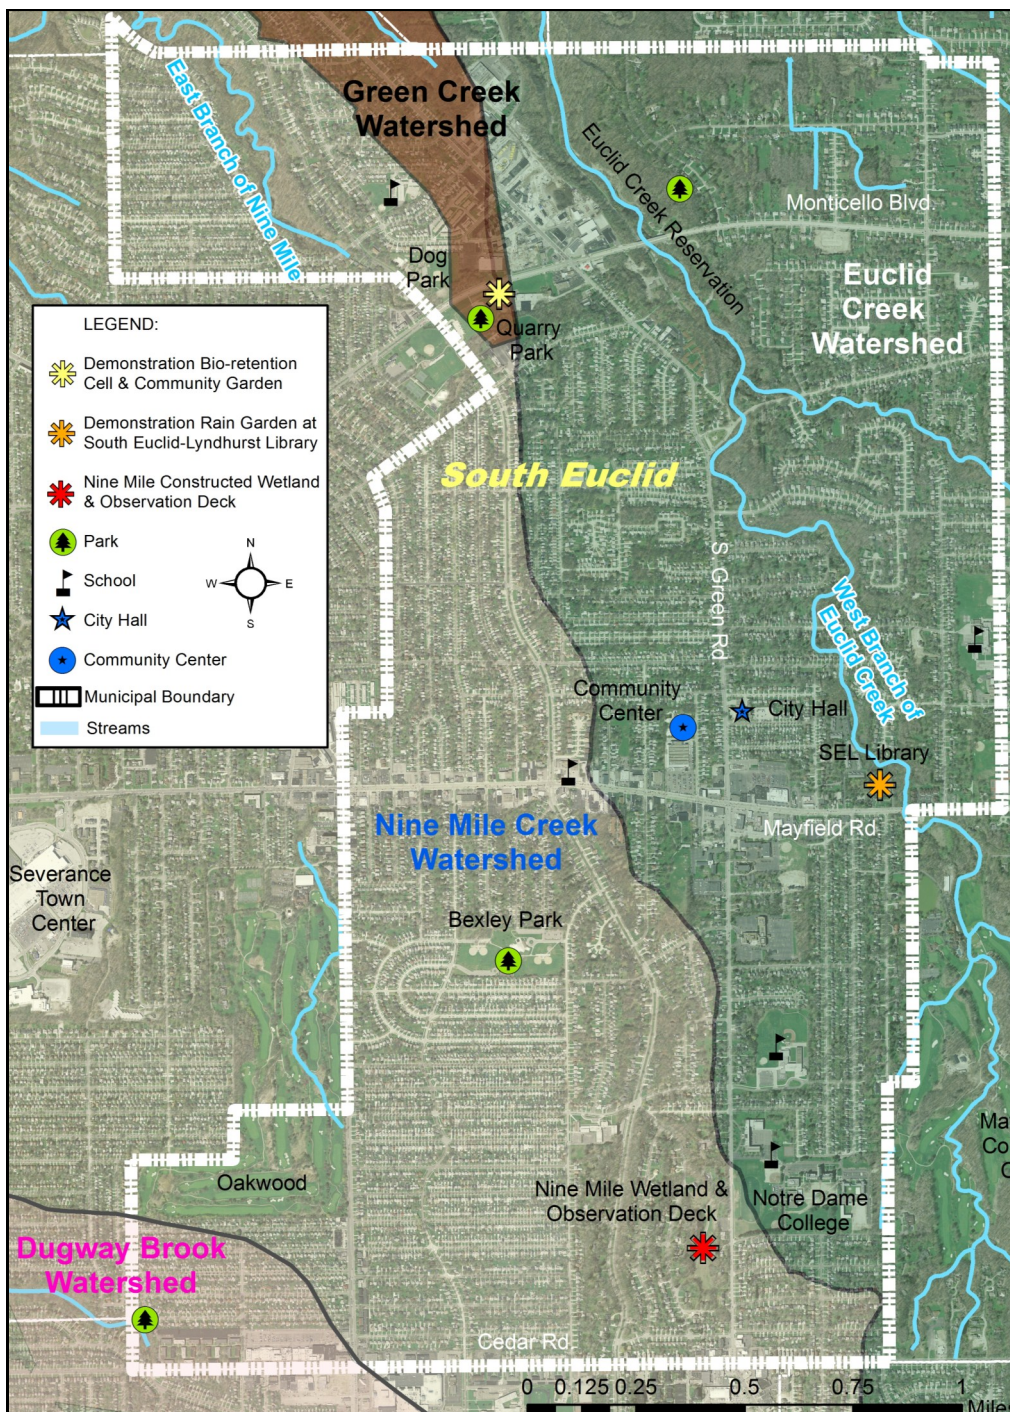 Green Creek
Watershed
East Branch of Nine Mile
Euclid Creek Reservation
Monticello Blvd.
Dog
Park
Euclid
Creek
Watershed
Quarry
Park
LEGEND:
Demonstration Bio-retention
Cell & Community Garden
Demonstration Rain Garden at
South Euclid-Lyndhurst Library
Nine Mile Constructed Wetland
& Observation Deck
Park
School
City Hall
Community Center
Municipal Boundary
Streams
N
W
E
S
South Euclid
S Green Rd.
West Branch of
Euclid Creek
Community
Center
City Hall
SEL Library
Mayfield Rd.
Nine Mile Creek
Watershed
Severance
Town
Center
Bexley Park
Oakwood
Nine Mile Wetland &
Observation Deck
Notre Dame
College
Ma
Co
C
Dugway Brook
Watershed
Cedar Rd.
0 0.125 0.25 0.5 0.75 1
Miles